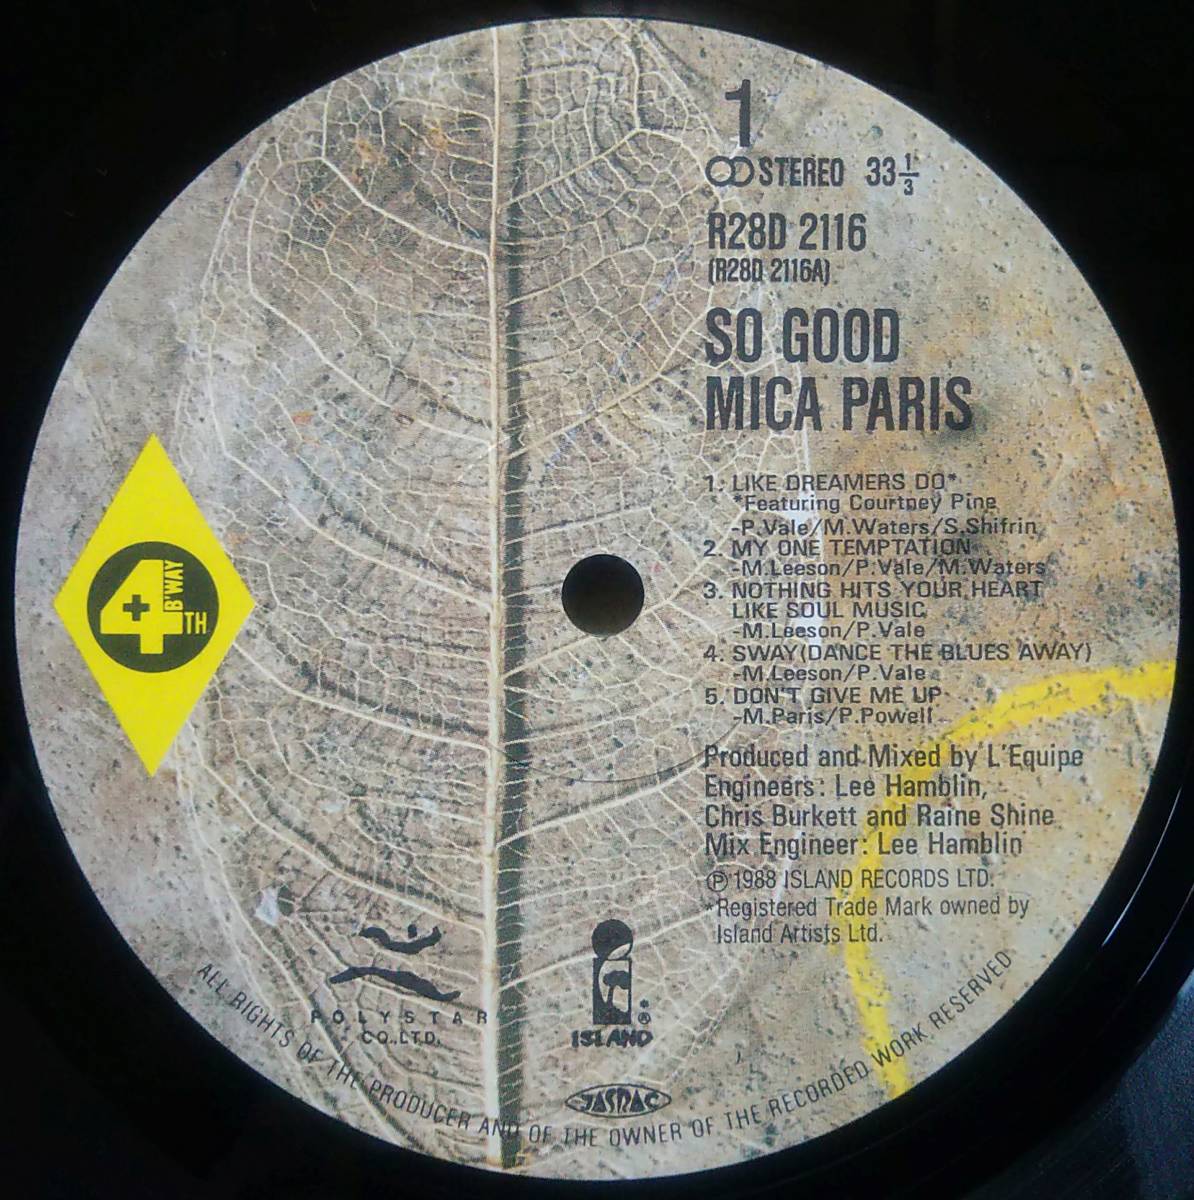 1
STEREO 33 1/3
R28D 2116
(R28D 2116A)
SO GOOD
MICA PARIS
1. LIKE DREAMERS DO*
*Featuring Courtney Pine
-P.Vale/M.Waters/S.Shifrin
2. MY ONE TEMPTATION
-M.Leeson/P.Vale/M.Waters
3. NOTHING HITS YOUR HEART
LIKE SOUL MUSIC
-M.Leeson/P.Vale
4. SWAY(DANCE THE BLUES AWAY)
-M.Leeson/P.Vale
5. DON'T GIVE ME UP
-M.Paris/P.Powell
Produced and Mixed by L'Equipe
Engineers: Lee Hamblin,
Chris Burkett and Raine Shine
Mix Engineer: Lee Hamblin
Ⓟ1988 ISLAND RECORDS LTD.
*Registered Trade Mark owned by
Island Artists Ltd.
4TH B'WAY
POLYSTAR
CO.,LTD.
*®
ISLAND
JASRAC
ALL RIGHTS OF THE PRODUCER AND OF THE OWNER OF THE RECORDED WORK RESERVED